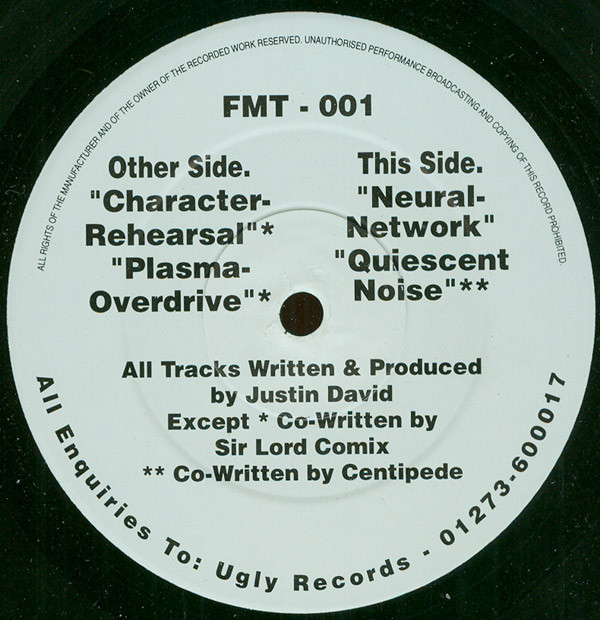 ALL RIGHTS OF THE MANUFACTURER AND OF THE OWNER OF THE RECORDED WORK RESERVED. UNAUTHORISED PERFORMANCE BROADCASTING AND COPYING OF THIS RECORD PROHIBITED.
FMT - 001
Other Side.
"Character-
Rehearsal"*
"Plasma-
Overdrive"*
This Side.
"Neural-
Network"
"Quiescent
Noise"**
All Tracks Written & Produced
by Justin David
Except * Co-Written by
Sir Lord Comix
** Co-Written by Centipede
All Enquiries To: Ugly Records - 01273-600017